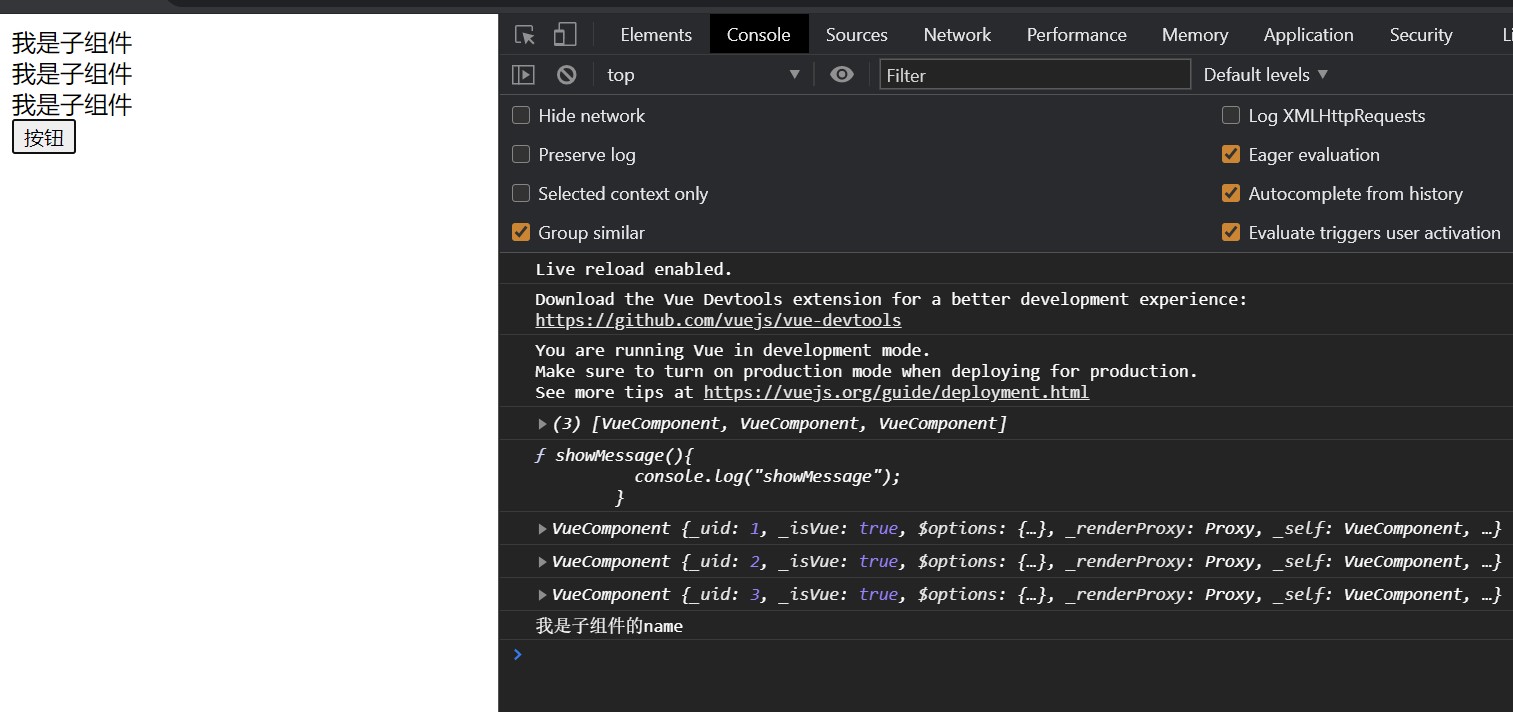 我是子组件
我是子组件
我是子组件
按钮
Elements Console Sources Network Performance Memory Application Security
top Filter Default levels
Hide network Log XMLHttpRequests
Preserve log Eager evaluation
Selected context only Autocomplete from history
Group similar Evaluate triggers user activation
Live reload enabled.
Download the Vue Devtools extension for a better development experience:
https://github.com/vuejs/vue-devtools
You are running Vue in development mode.
Make sure to turn on production mode when deploying for production.
See more tips at https://vuejs.org/guide/deployment.html
(3) [VueComponent, VueComponent, VueComponent]
ƒ showMessage(){
console.log("showMessage");
}
VueComponent {_uid: 1, _isVue: true, $options: {…}, _renderProxy: Proxy, _self: VueComponent, …}
VueComponent {_uid: 2, _isVue: true, $options: {…}, _renderProxy: Proxy, _self: VueComponent, …}
VueComponent {_uid: 3, _isVue: true, $options: {…}, _renderProxy: Proxy, _self: VueComponent, …}
我是子组件的name